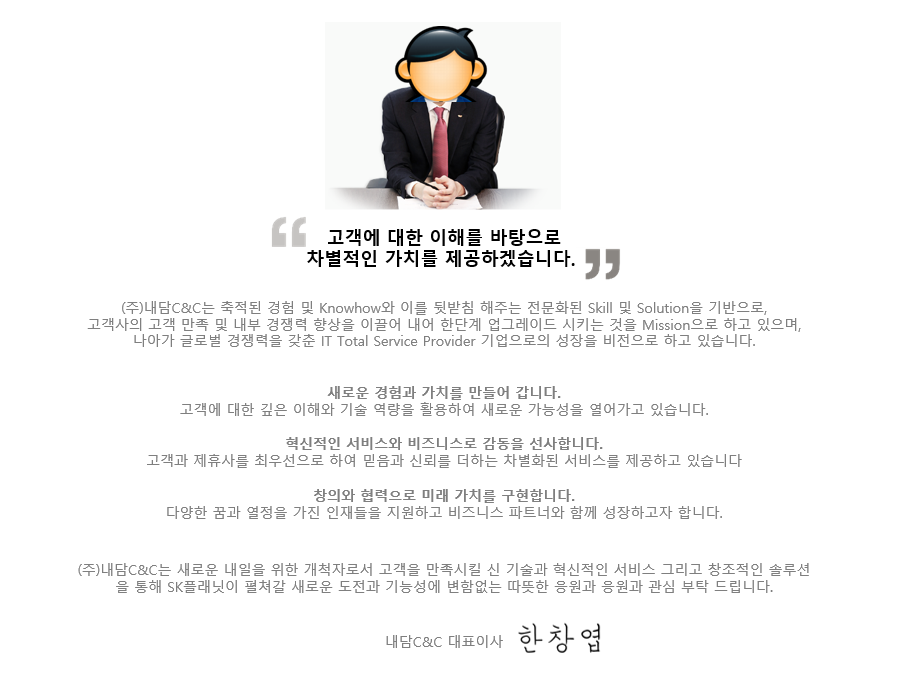 “ 고객에 대한 이해를 바탕으로
차별적인 가치를 제공하겠습니다. ”
(주)내담C&C는 축적된 경험 및 Knowhow와 이를 뒷받침 해주는 전문화된 Skill 및 Solution을 기반으로,
고객사의 고객 만족 및 내부 경쟁력 향상을 이끌어 내어 한단계 업그레이드 시키는 것을 Mission으로 하고 있으며,
나아가 글로벌 경쟁력을 갖춘 IT Total Service Provider 기업으로의 성장을 비전으로 하고 있습니다.
새로운 경험과 가치를 만들어 갑니다.
고객에 대한 깊은 이해와 기술 역량을 활용하여 새로운 가능성을 열어가고 있습니다.
혁신적인 서비스와 비즈니스로 감동을 선사합니다.
고객과 제휴사를 최우선으로 하여 믿음과 신뢰를 더하는 차별화된 서비스를 제공하고 있습니다
창의와 협력으로 미래 가치를 구현합니다.
다양한 꿈과 열정을 가진 인재들을 지원하고 비즈니스 파트너와 함께 성장하고자 합니다.
(주)내담C&C는 새로운 내일을 위한 개척자로서 고객을 만족시킬 신 기술과 혁신적인 서비스 그리고 창조적인 솔루션
을 통해 SK플래닛이 펼쳐갈 새로운 도전과 기능성에 변함없는 따뜻한 응원과 응원과 관심 부탁 드립니다.
내담C&C 대표이사 한창엽